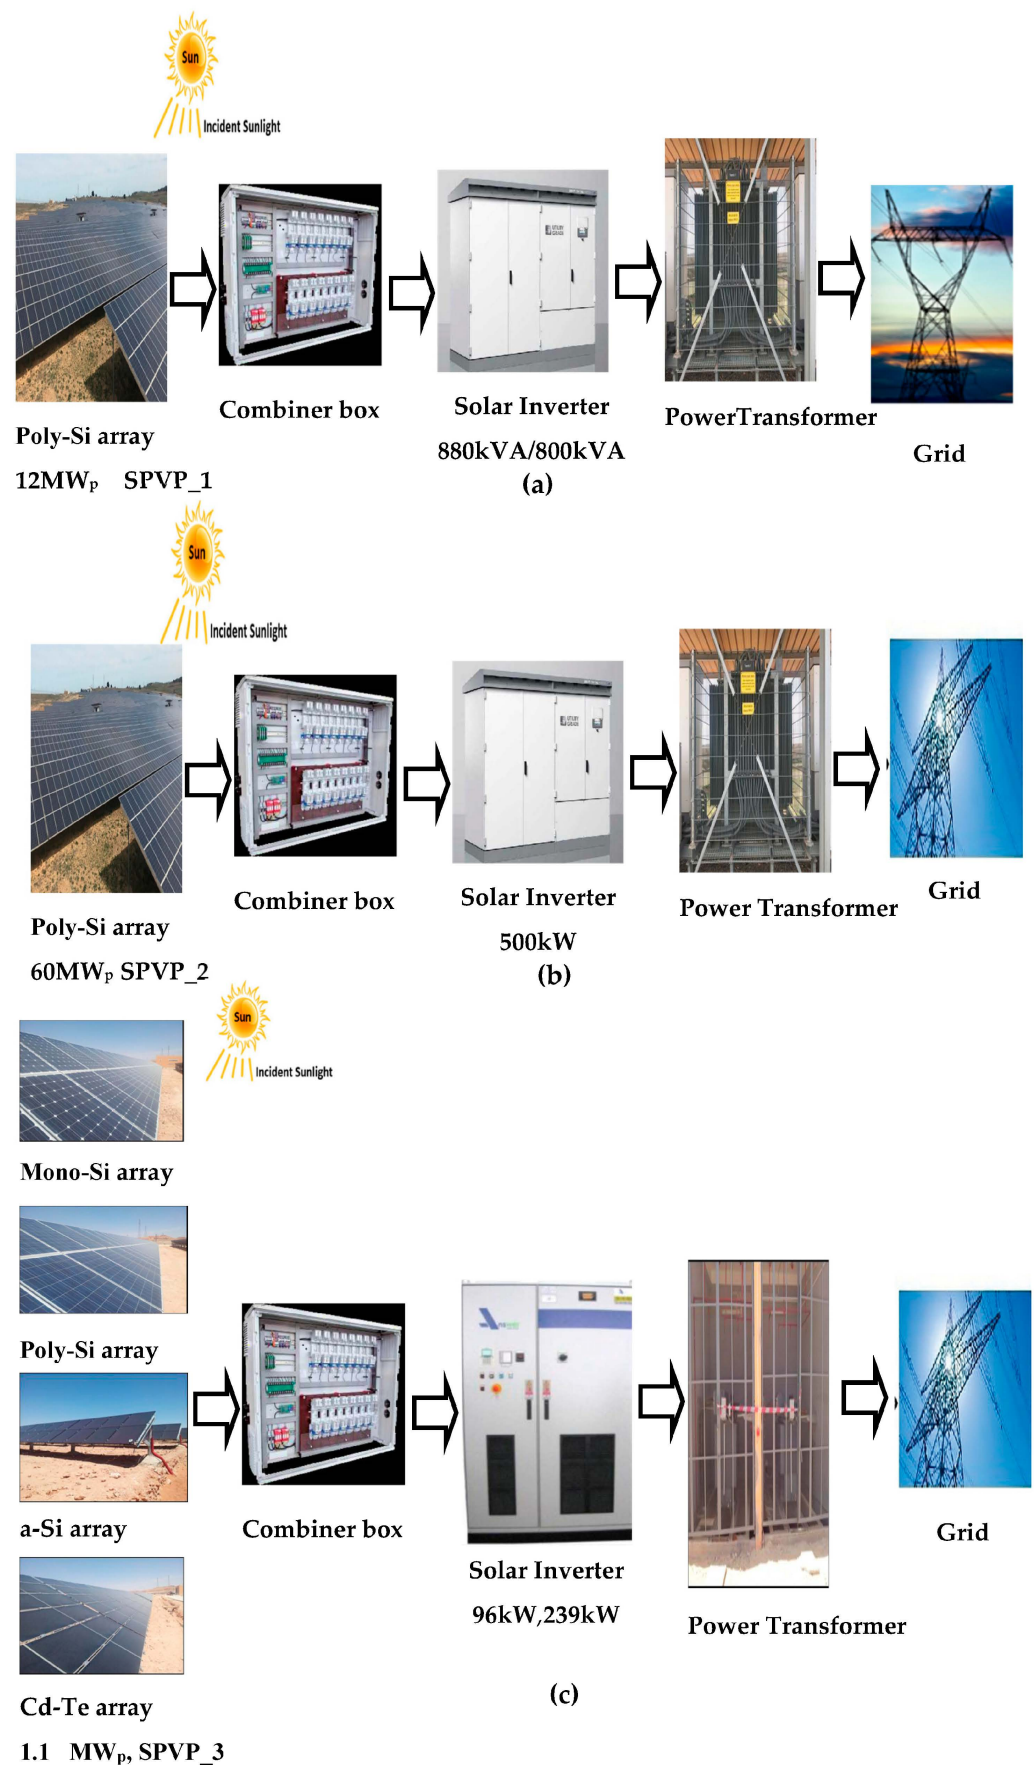 Sun
Incident Sunlight
Combiner box
Solar Inverter
880kVA/800kVA
PowerTransformer
Grid
Poly-Si array
12MWp SPVP_1
(a)
Sun
Incident Sunlight
Combiner box
Solar Inverter
500kW
Power Transformer
Grid
Poly-Si array
60MWp SPVP_2
(b)
Sun
Incident Sunlight
Mono-Si array
Poly-Si array
a-Si array
Cd-Te array
1.1 MWp, SPVP_3
Combiner box
Solar Inverter
96kW,239kW
Power Transformer
Grid
(c)